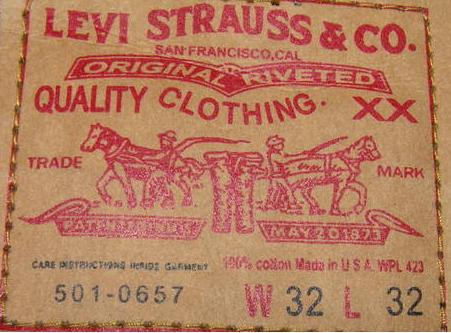 LEVI STRAUSS & CO.
SAN FRANCISCO, CAL
ORIGINAL RIVETED
QUALITY CLOTHING. XX
TRADE MARK
MAY 20 1873
CARE INSTRUCTIONS INSIDE GARMENT 100% cotton Made in U S A WPL 423
501-0657 W 32 L 32